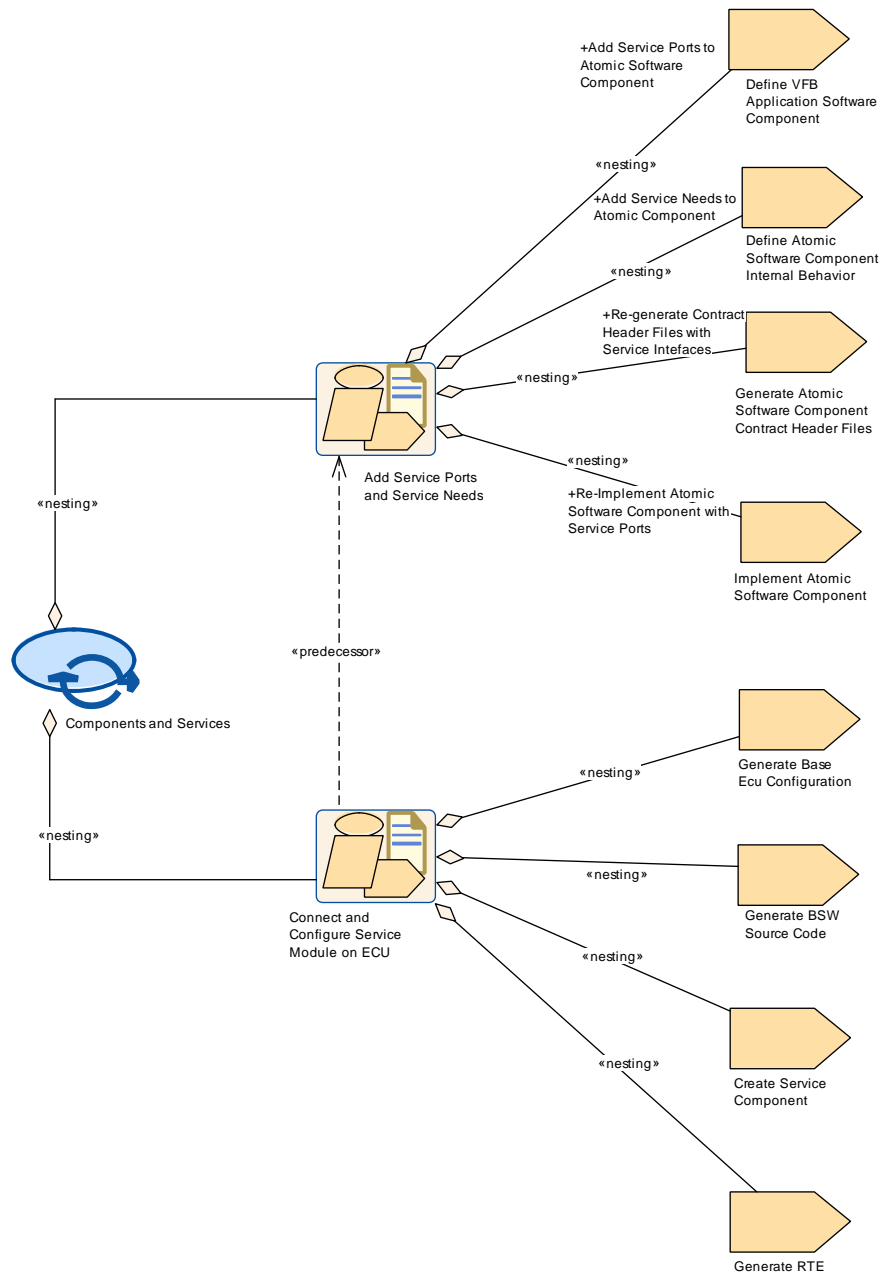 +Add Service Ports to
Atomic Software
Component
Define VFB
Application Software
Component
«nesting»
+Add Service Needs to
Atomic Component
Define Atomic
Software Component
Internal Behavior
«nesting»
+Re-generate Contract
Header Files with
Service Intefaces
«nesting»
Generate Atomic
Software Component
Contract Header Files
«nesting»
+Re-Implement Atomic
Software Component with
Service Ports
Add Service Ports
and Service Needs
«nesting»
Implement Atomic
Software Component
«predecessor»
Components and Services
Generate Base
Ecu Configuration
«nesting»
«nesting»
«nesting»
Connect and
Configure Service
Module on ECU
Generate BSW
Source Code
«nesting»
«nesting»
Create Service
Component
Generate RTE